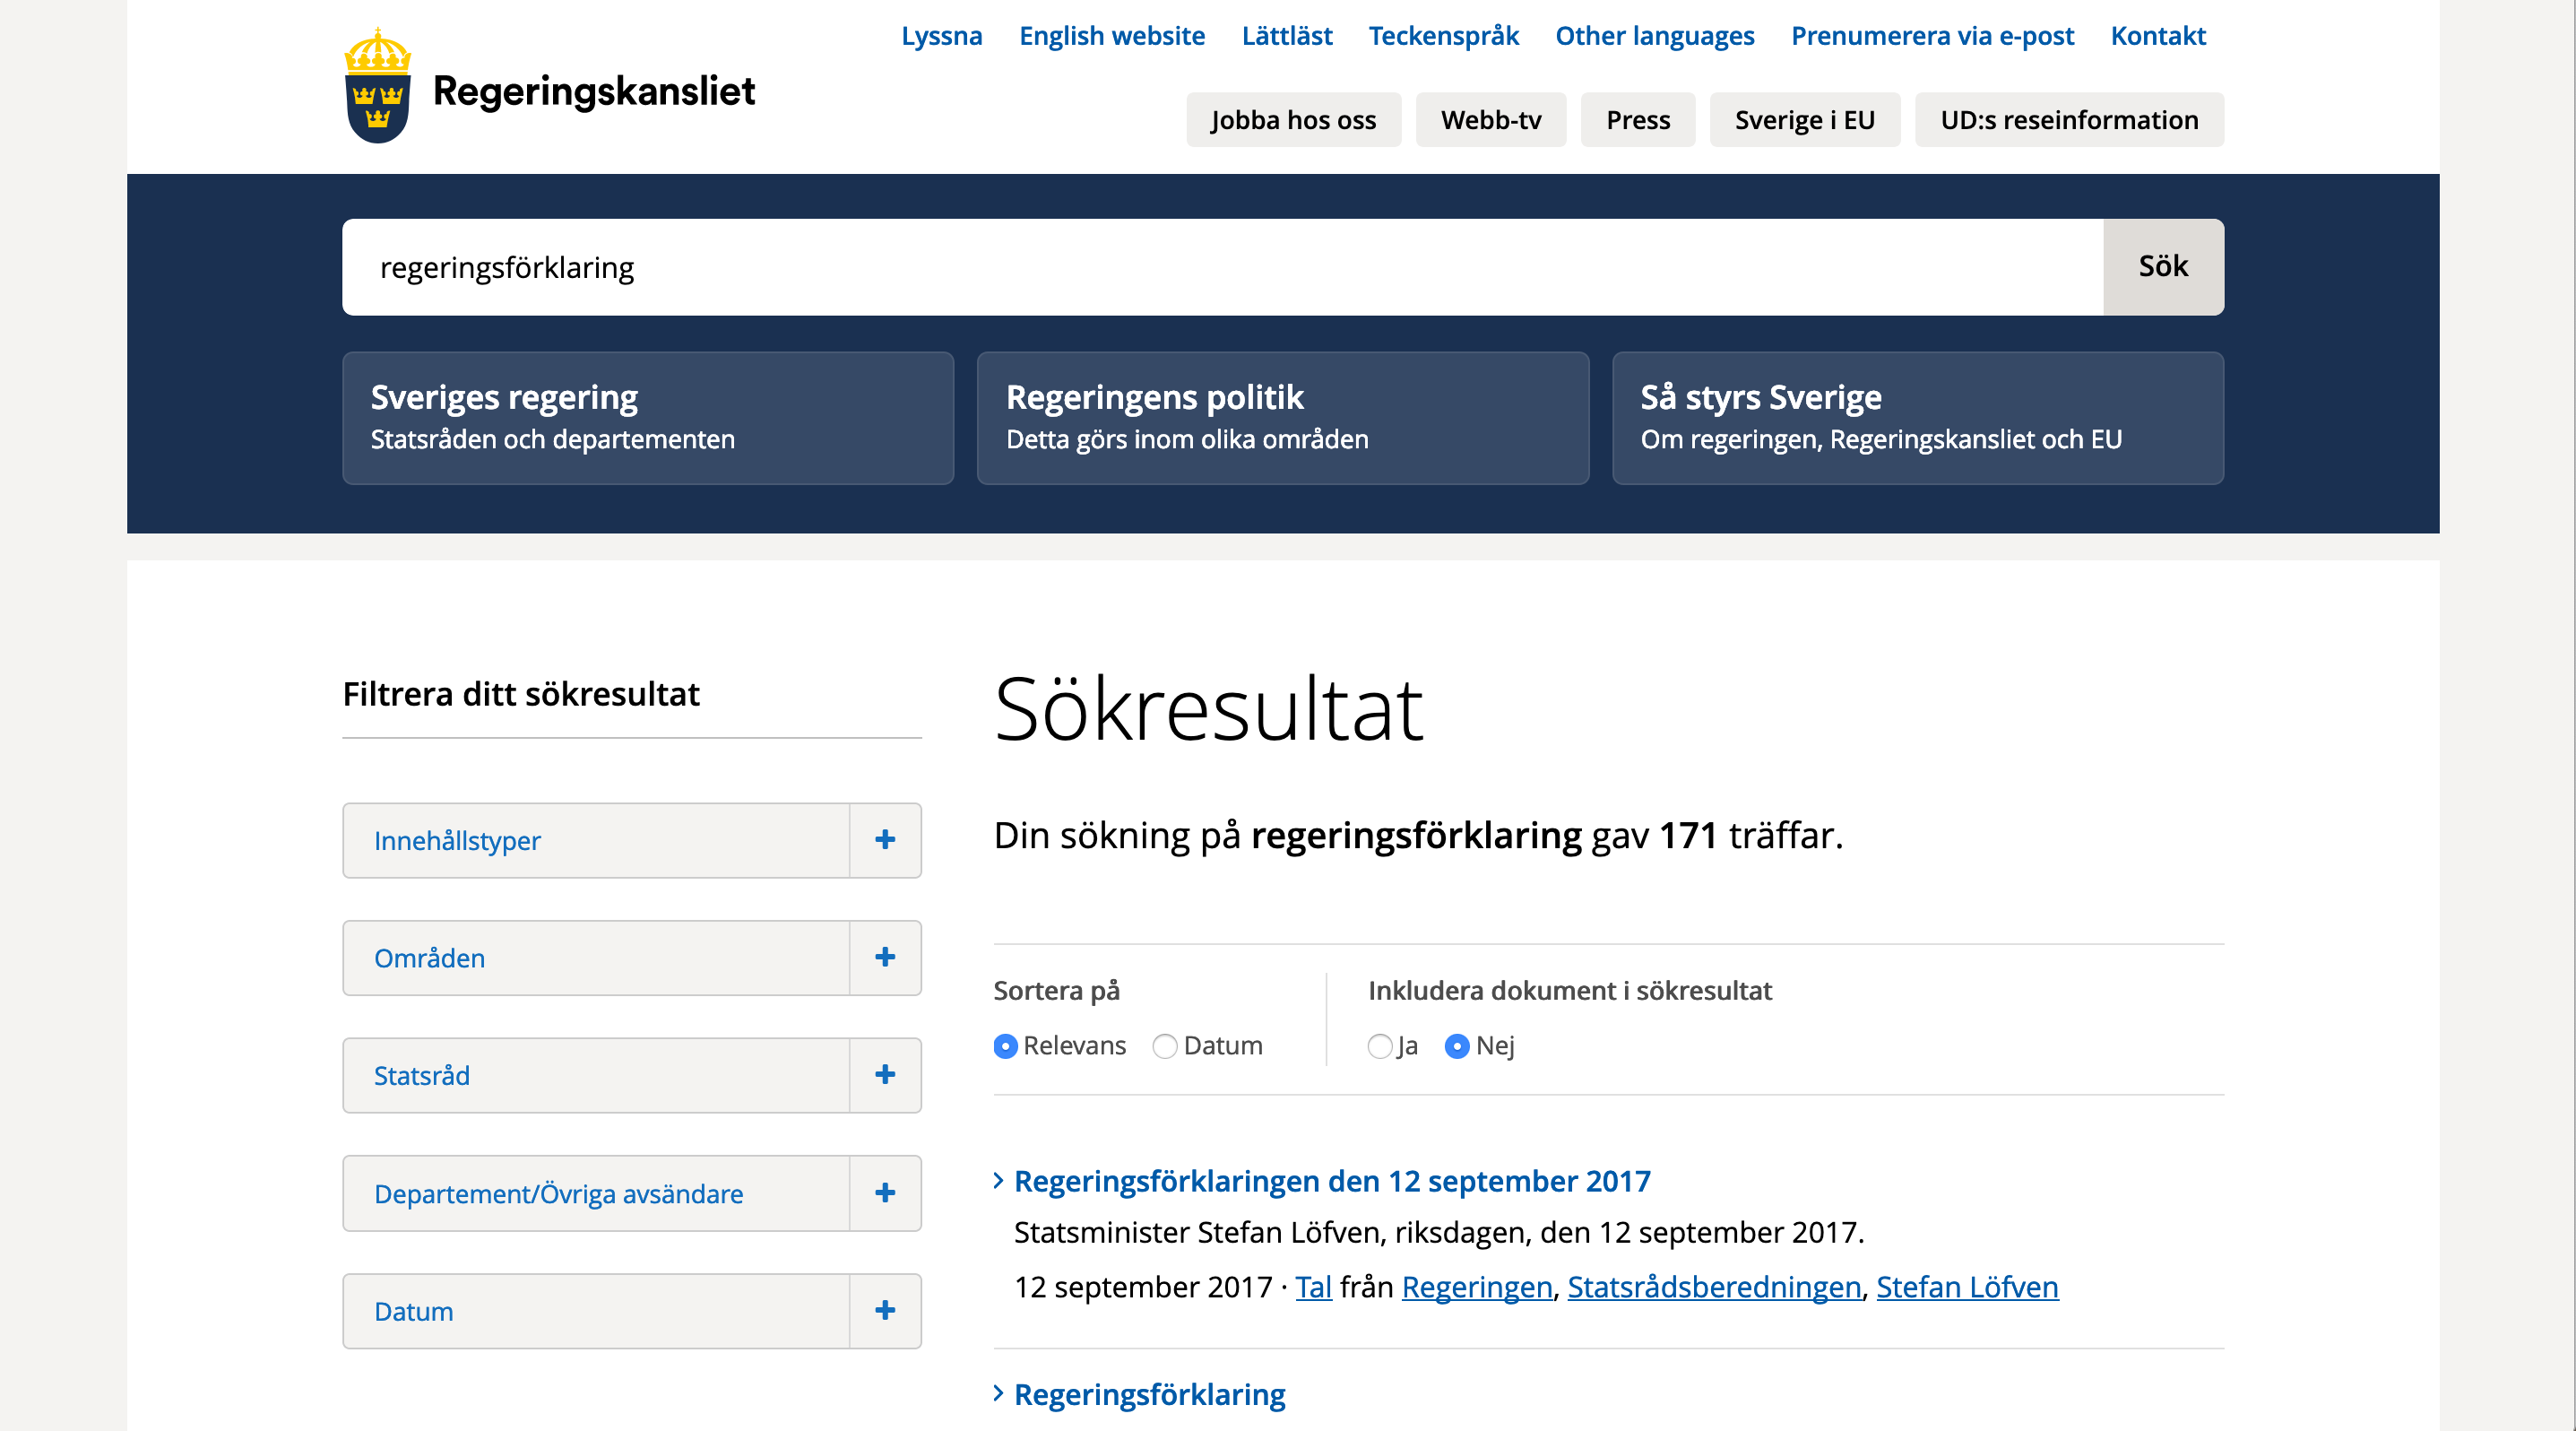 Lyssna English website Lättläst Teckenspråk Other languages Prenumerera via e-post Kontakt
Regeringskansliet
Jobba hos oss Webb-tv Press Sverige i EU UD:s reseinformation
regeringsförklaring Sök
Sveriges regering
Statsråden och departementen
Regeringens politik
Detta görs inom olika områden
Så styrs Sverige
Om regeringen, Regeringskansliet och EU
Filtrera ditt sökresultat
Innehållstyper
Områden
Statsråd
Departement/Övriga avsändare
Datum
Sökresultat
Din sökning på regeringsförklaring gav 171 träffar.
Sortera på
Relevans Datum
Inkludera dokument i sökresultat
Ja Nej
Regeringsförklaringen den 12 september 2017
Statsminister Stefan Löfven, riksdagen, den 12 september 2017.
12 september 2017 · Tal från Regeringen, Statsrådsberedningen, Stefan Löfven
Regeringsförklaring